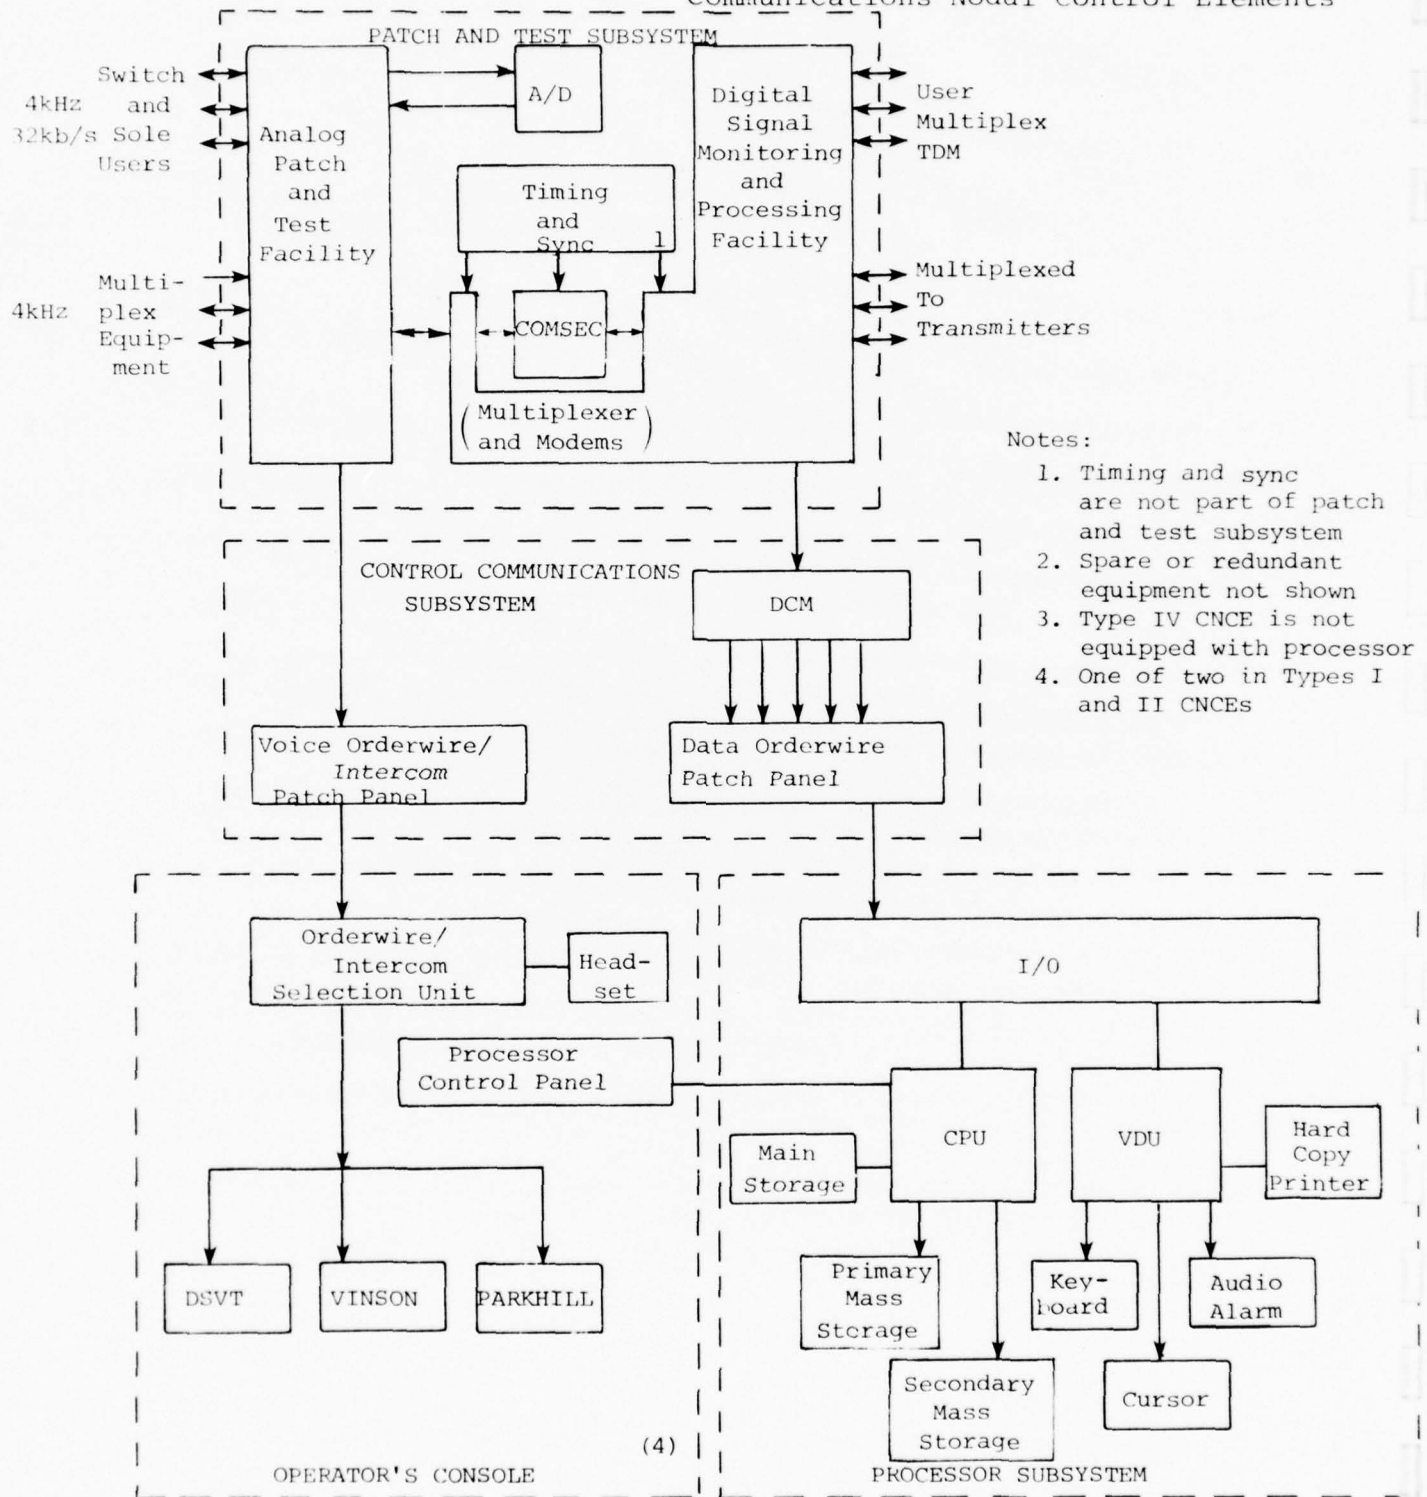 Communications Nodal Control Elements
PATCH AND TEST SUBSYSTEM
Switch
4kHz and
32kb/s Sole
Users
Multi-
4kHz plex
Equip-
ment
Analog
Patch
and
Test
Facility
A/D
Timing
and
Sync 1
COMSEC
(Multiplexer
and Modems)
Digital
Signal
Monitoring
and
Processing
Facility
User
Multiplex
TDM
Multiplexed
To
Transmitters
Notes:
1. Timing and sync
are not part of patch
and test subsystem
2. Spare or redundant
equipment not shown
3. Type IV CNCE is not
equipped with processor
4. One of two in Types I
and II CNCEs
CONTROL COMMUNICATIONS
SUBSYSTEM
DCM
Voice Orderwire/
Intercom
Patch Panel
Data Orderwire
Patch Panel
Orderwire/
Intercom
Selection Unit
Head-
set
Processor
Control Panel
DSVT
VINSON
PARKHILL
(4)
OPERATOR'S CONSOLE
I/O
CPU
VDU
Main
Storage
Hard
Copy
Printer
Primary
Mass
Storage
Secondary
Mass
Storage
Key-
board
Cursor
Audio
Alarm
PROCESSOR SUBSYSTEM